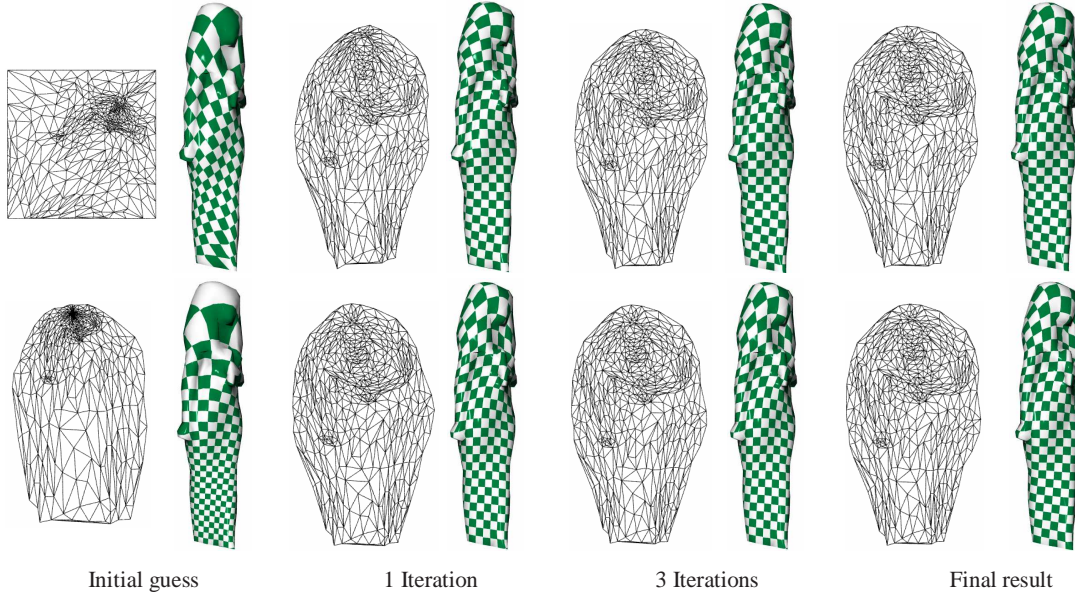 Initial guess
1 Iteration
3 Iterations
Final result